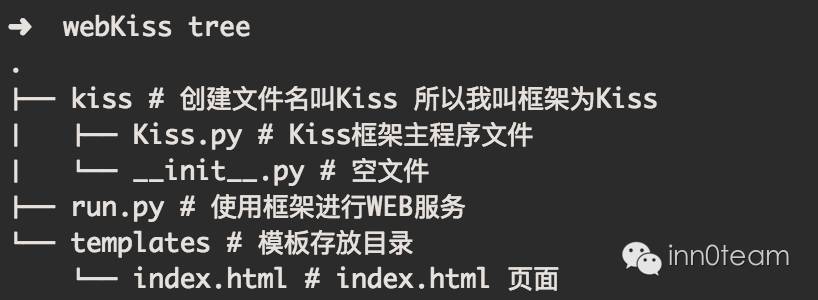 ➜  webKiss tree
.
├── kiss # 创建文件名叫Kiss 所以我叫框架为Kiss
|   ├── Kiss.py # Kiss框架主程序文件
|   └── __init__.py # 空文件
├── run.py # 使用框架进行WEB服务
└── templates # 模板存放目录
    └── index.html # index.html 页面
inn0team